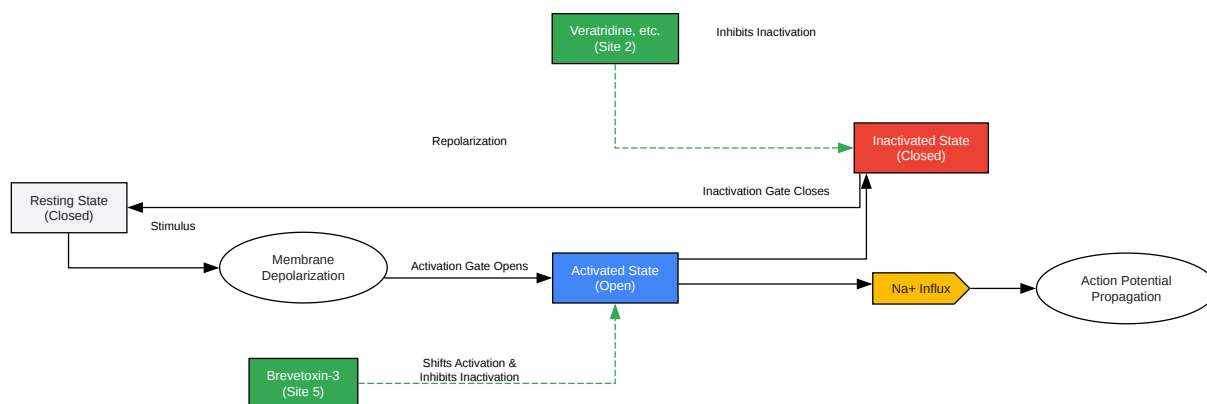 Veratridine, etc.
(Site 2)
Inhibits Inactivation
Repolarization
Inactivated State
(Closed)
Resting State
(Closed)
Inactivation Gate Closes
Stimulus
Membrane
Depolarization
Activation Gate Opens
Activated State
(Open)
Na+ Influx
Action Potential
Propagation
Brevetoxin-3
(Site 5)
Shifts Activation &
Inhibits Inactivation